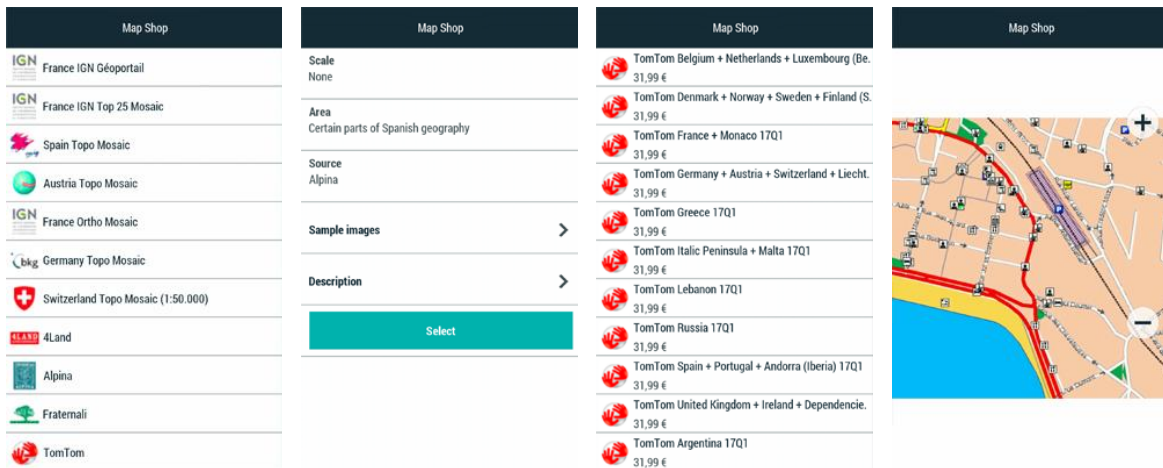 Map Shop
IGN
France IGN Géoportail
IGN
France IGN Top 25 Mosaic
Spain Topo Mosaic
Austria Topo Mosaic
IGN
France Ortho Mosaic
bkg
Germany Topo Mosaic
Switzerland Topo Mosaic (1:50.000)
4LAND
4Land
Alpina
Fraternali
TomTom
Map Shop
Scale
None
Area
Certain parts of Spanish geography
Source
Alpina
Sample images
Description
Select
Map Shop
TomTom Belgium + Netherlands + Luxembourg (Be.
31,99 €
TomTom Denmark + Norway + Sweden + Finland (S.
31,99 €
TomTom France + Monaco 17Q1
31,99 €
TomTom Germany + Austria + Switzerland + Liecht.
31,99 €
TomTom Greece 17Q1
31,99 €
TomTom Italic Peninsula + Malta 17Q1
31,99 €
TomTom Lebanon 17Q1
31,99 €
TomTom Russia 17Q1
31,99 €
TomTom Spain + Portugal + Andorra (Iberia) 17Q1
31,99 €
TomTom United Kingdom + Ireland + Dependencie.
31,99 €
TomTom Argentina 17Q1
31,99 €
Map Shop
+
P
P
−